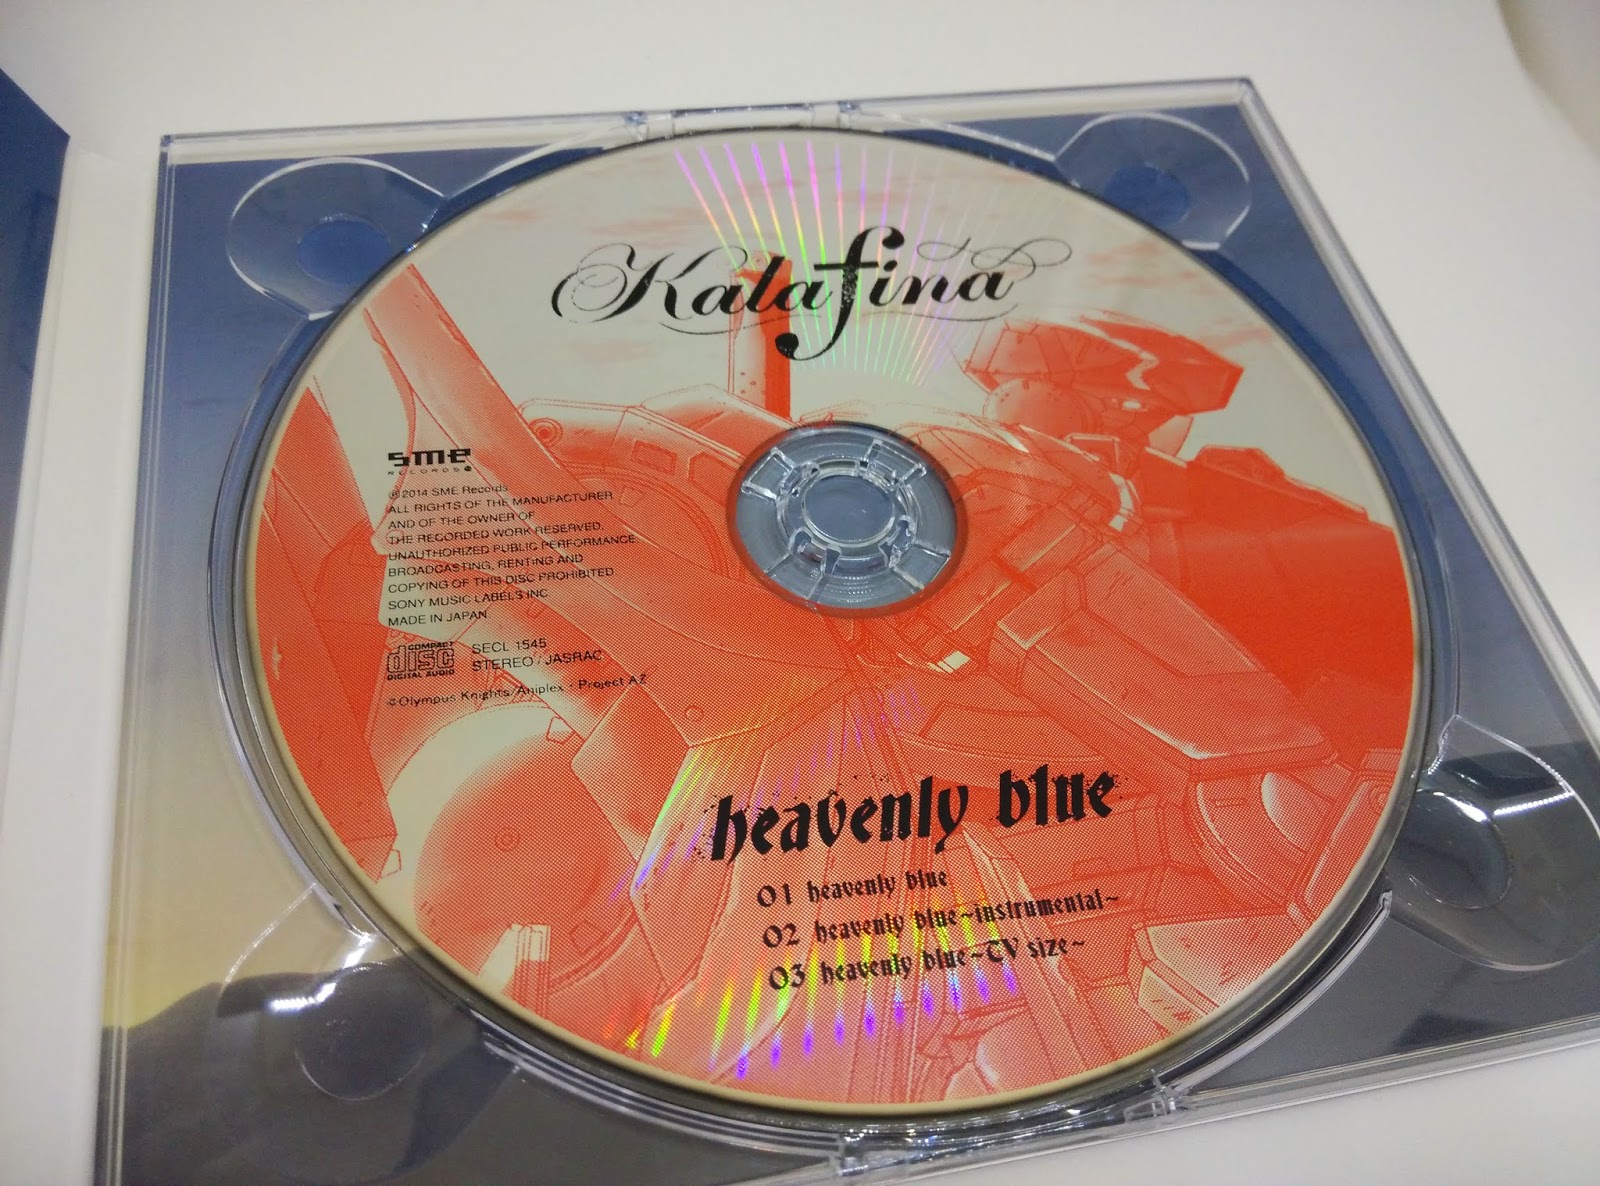 Kalafina
sme
RECORDS
℗2014 SME Records
ALL RIGHTS OF THE MANUFACTURER
AND OF THE OWNER OF
THE RECORDED WORK RESERVED.
UNAUTHORIZED PUBLIC PERFORMANCE
BROADCASTING, RENTING AND
COPYING OF THIS DISC PROHIBITED
SONY MUSIC LABELS INC.
MADE IN JAPAN
COMPACT
disc
DIGITAL AUDIO
SECL 1545
STEREO / JASRAC
©Olympus Knights/Aniplex・Project AZ
heavenly blue
01 heavenly blue
02 heavenly blue~instrumental~
03 heavenly blue~TV size~